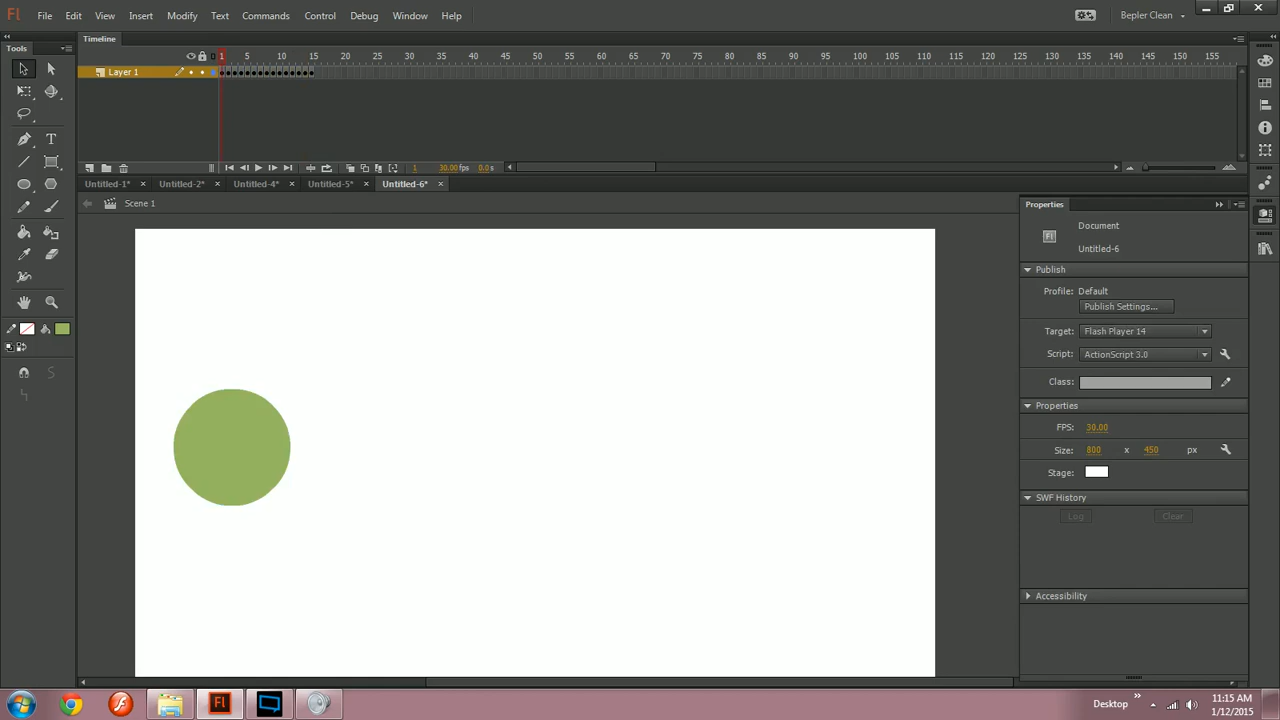 Fl File Edit View Insert Modify Text Commands Control Debug Window Help Bepler Clean
Tools Timeline
1 5 10 15 20 25 30 35 40 45 50 55 60 65 70 75 80 85 90 95 100 105 110 115 120 125 130 135 140 145 150 155
Layer 1
T
1 30.00 fps 0.0 s
Untitled-1* Untitled-2* Untitled-4* Untitled-5* Untitled-6*
Scene 1
Properties
Fl Document
Untitled-6
Publish
Profile: Default
Publish Settings...
Target: Flash Player 14
Script: ActionScript 3.0
Class:
Properties
FPS: 30.00
Size: 800 x 450 px
Stage:
SWF History
Log Clear
Accessibility
Fl Desktop 11:15 AM
1/12/2015